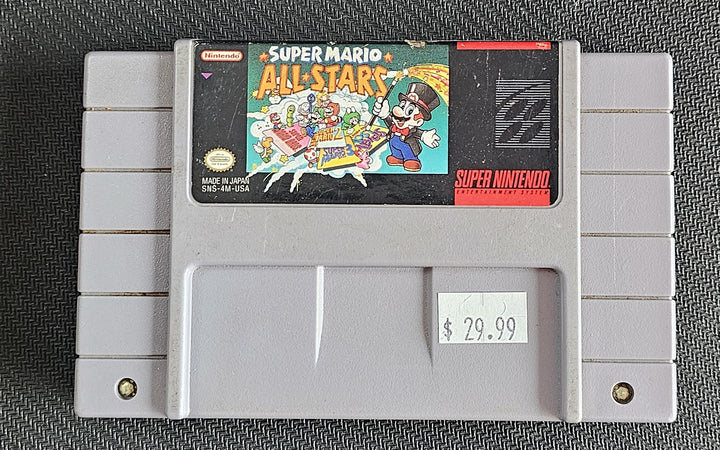 Nintendo
SUPER MARIO
ALL★STARS
MADE IN JAPAN
SNS-4M-USA
SUPER NINTENDO
ENTERTAINMENT SYSTEM
$ 29.99